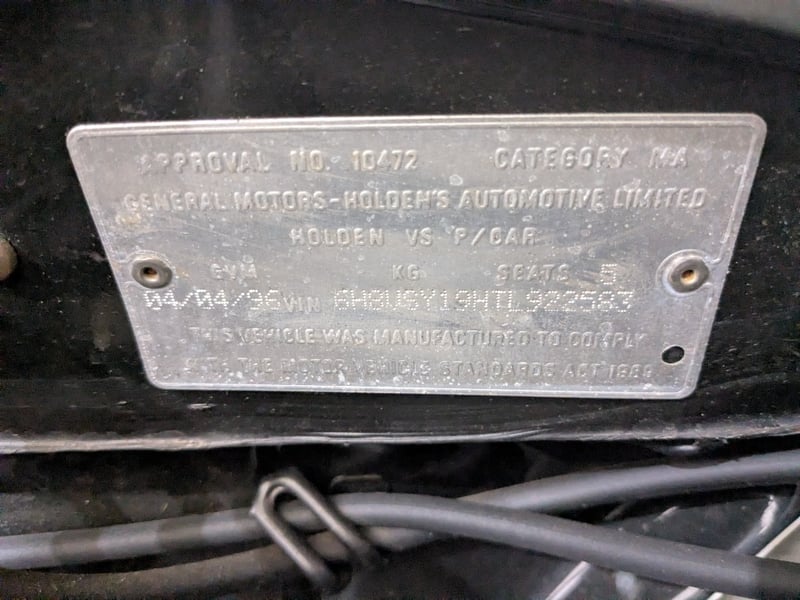 APPROVAL NO. 10472 CATEGORY MA
GENERAL MOTORS-HOLDEN'S AUTOMOTIVE LIMITED
HOLDEN VS P/CAR
GVM KG SEATS 5
04/04/96 VIN 6H8VSY19HTL922583
THIS VEHICLE WAS MANUFACTURED TO COMPLY
WITH THE MOTOR VEHICLE STANDARDS ACT 1989